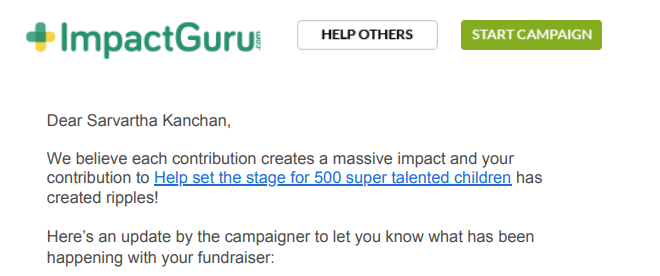 ImpactGuru.com HELP OTHERS START CAMPAIGN
Dear Sarvartha Kanchan,
We believe each contribution creates a massive impact and your
contribution to Help set the stage for 500 super talented children has
created ripples!
Here’s an update by the campaigner to let you know what has been
happening with your fundraiser: